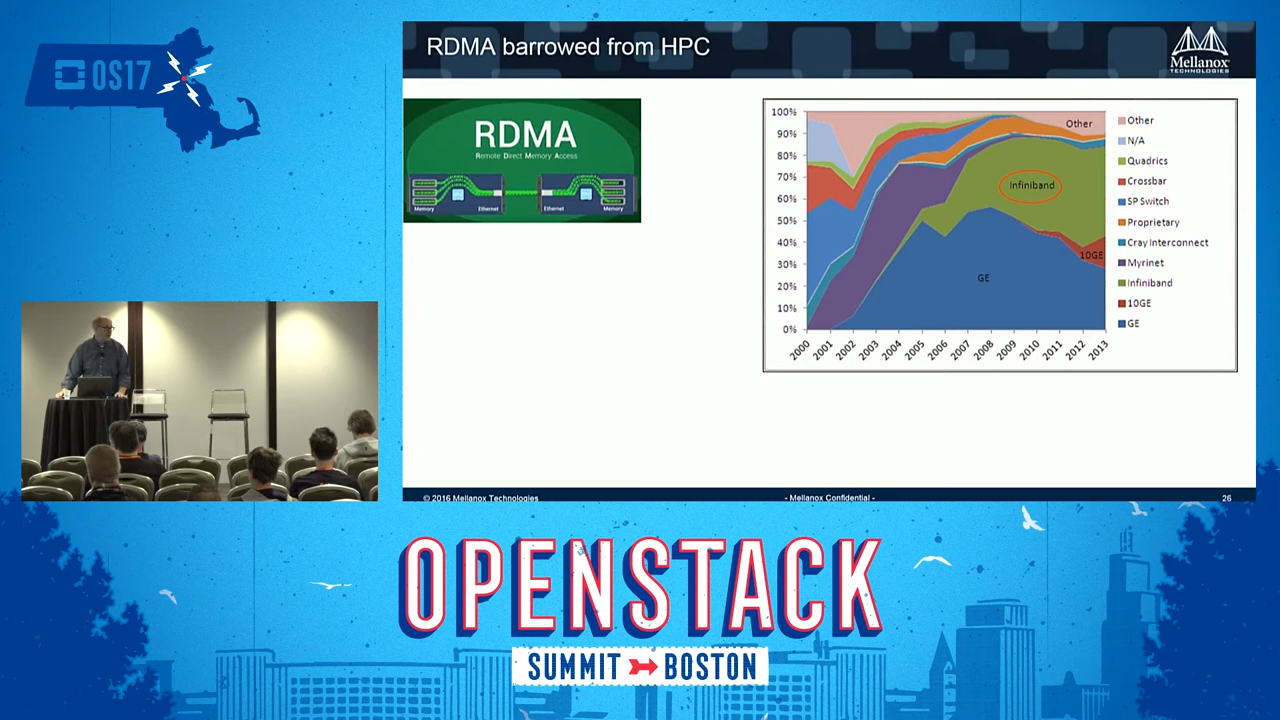 OS17
RDMA barrowed from HPC
Mellanox
TECHNOLOGIES
RDMA
Remote Direct Memory Access
Memory
Ethernet
Ethernet
Memory
100%
90%
80%
70%
60%
50%
40%
30%
20%
10%
0%
2000
2001
2002
2003
2004
2005
2006
2007
2008
2009
2010
2011
2012
2013
Other
Infiniband
10GE
GE
Other
N/A
Quadrics
Crossbar
SP Switch
Proprietary
Cray Interconnect
Myrinet
Infiniband
10GE
GE
© 2016 Mellanox Technologies
- Mellanox Confidential -
26
OPENSTACK
SUMMIT BOSTON